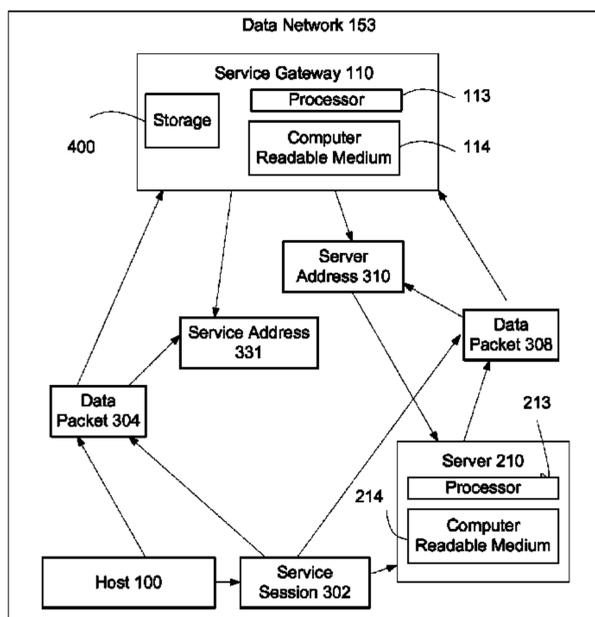 Data Network 153
Service Gateway 110
Processor
113
Storage
400
Computer
Readable Medium
114
Server
Address 310
Service Address
331
Data
Packet 308
Data
Packet 304
213
Server 210
Processor
214
Computer
Readable Medium
Host 100
Service
Session 302